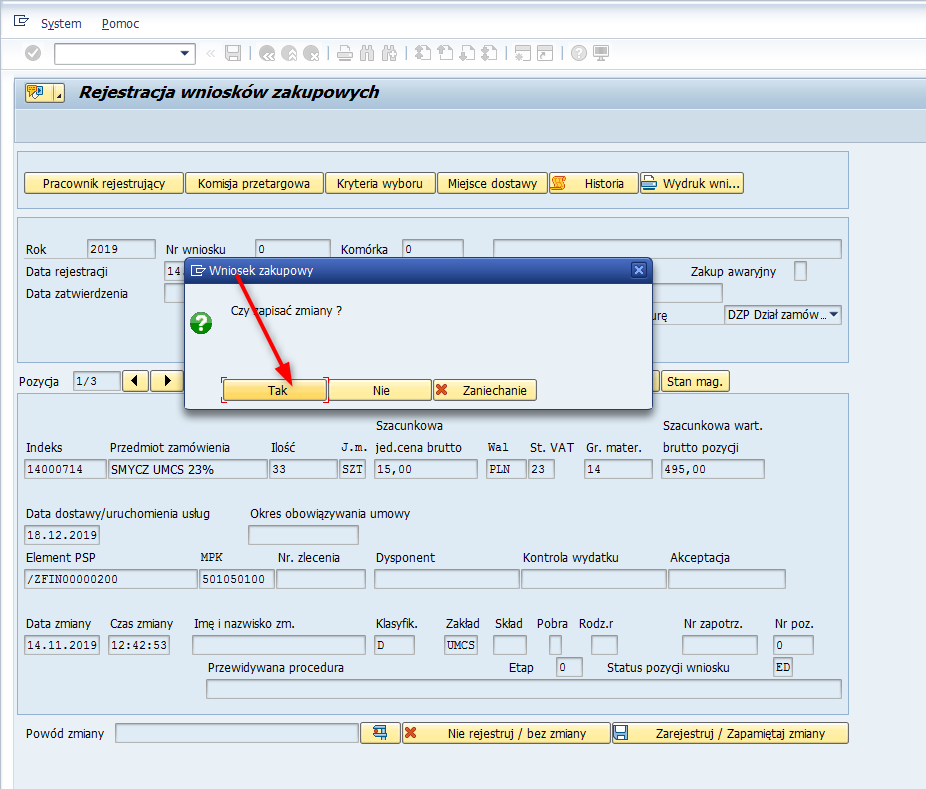 System Pomoc
Rejestracja wniosków zakupowych
Pracownik rejestrujący Komisja przetargowa Kryteria wyboru Miejsce dostawy Historia Wydruk wni...
Rok 2019 Nr wniosku 0 Komórka 0
Data rejestracji 14 Zakup awaryjny
Data zatwierdzenia
urę DZP Dział zamów...
Wniosek zakupowy
Czy zapisać zmiany ?
Tak Nie Zaniechanie
Pozycja 1/3 Stan mag.
Szacunkowa Szacunkowa wart.
Indeks Przedmiot zamówienia Ilość J.m. jed.cena brutto Wal St. VAT Gr. mater. brutto pozycji
14000714 SMYCZ UMCS 23% 33 SZT 15,00 PLN 23 14 495,00
Data dostawy/uruchomienia usług Okres obowiązywania umowy
18.12.2019
Element PSP MPK Nr. zlecenia Dysponent Kontrola wydatku Akceptacja
/ZFIN00000200 501050100
Data zmiany Czas zmiany Imę i nazwisko zm. Klasyfik. Zakład Skład Pobra Rodz.r Nr zapotrz. Nr poz.
14.11.2019 12:42:53 D UMCS 0
Przewidywana procedura Etap 0 Status pozycji wniosku ED
Powód zmiany Nie rejestruj / bez zmiany Zarejestruj / Zapamiętaj zmiany